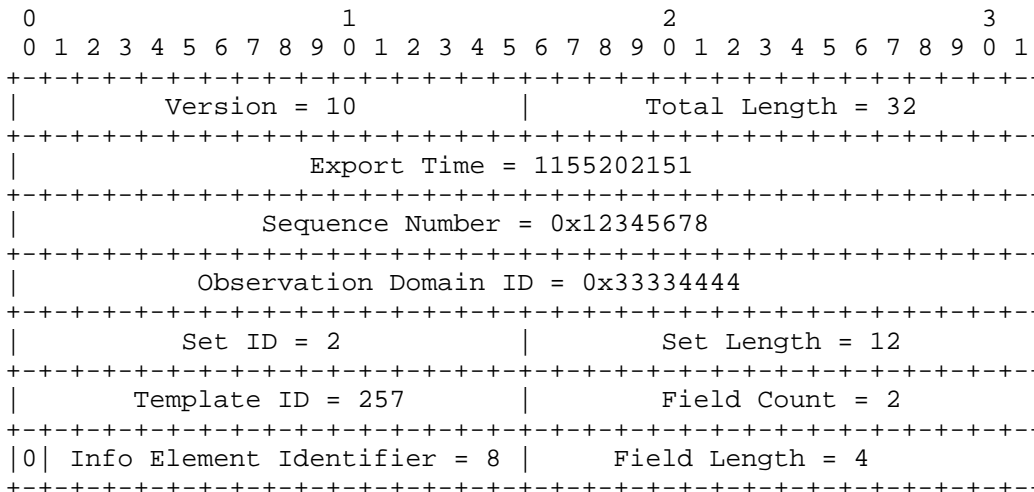 0                   1                   2                   3
 0 1 2 3 4 5 6 7 8 9 0 1 2 3 4 5 6 7 8 9 0 1 2 3 4 5 6 7 8 9 0 1
+-+-+-+-+-+-+-+-+-+-+-+-+-+-+-+-+-+-+-+-+-+-+-+-+-+-+-+-+-+-+-+-
|         Version = 10          |       Total Length = 32
+-+-+-+-+-+-+-+-+-+-+-+-+-+-+-+-+-+-+-+-+-+-+-+-+-+-+-+-+-+-+-+-
|                  Export Time = 1155202151
+-+-+-+-+-+-+-+-+-+-+-+-+-+-+-+-+-+-+-+-+-+-+-+-+-+-+-+-+-+-+-+-
|               Sequence Number = 0x12345678
+-+-+-+-+-+-+-+-+-+-+-+-+-+-+-+-+-+-+-+-+-+-+-+-+-+-+-+-+-+-+-+-
|           Observation Domain ID = 0x33334444
+-+-+-+-+-+-+-+-+-+-+-+-+-+-+-+-+-+-+-+-+-+-+-+-+-+-+-+-+-+-+-+-
|          Set ID = 2           |        Set Length = 12
+-+-+-+-+-+-+-+-+-+-+-+-+-+-+-+-+-+-+-+-+-+-+-+-+-+-+-+-+-+-+-+-
|       Template ID = 257       |        Field Count = 2
+-+-+-+-+-+-+-+-+-+-+-+-+-+-+-+-+-+-+-+-+-+-+-+-+-+-+-+-+-+-+-+-
|0| Info Element Identifier = 8 |     Field Length = 4
+-+-+-+-+-+-+-+-+-+-+-+-+-+-+-+-+-+-+-+-+-+-+-+-+-+-+-+-+-+-+-+-